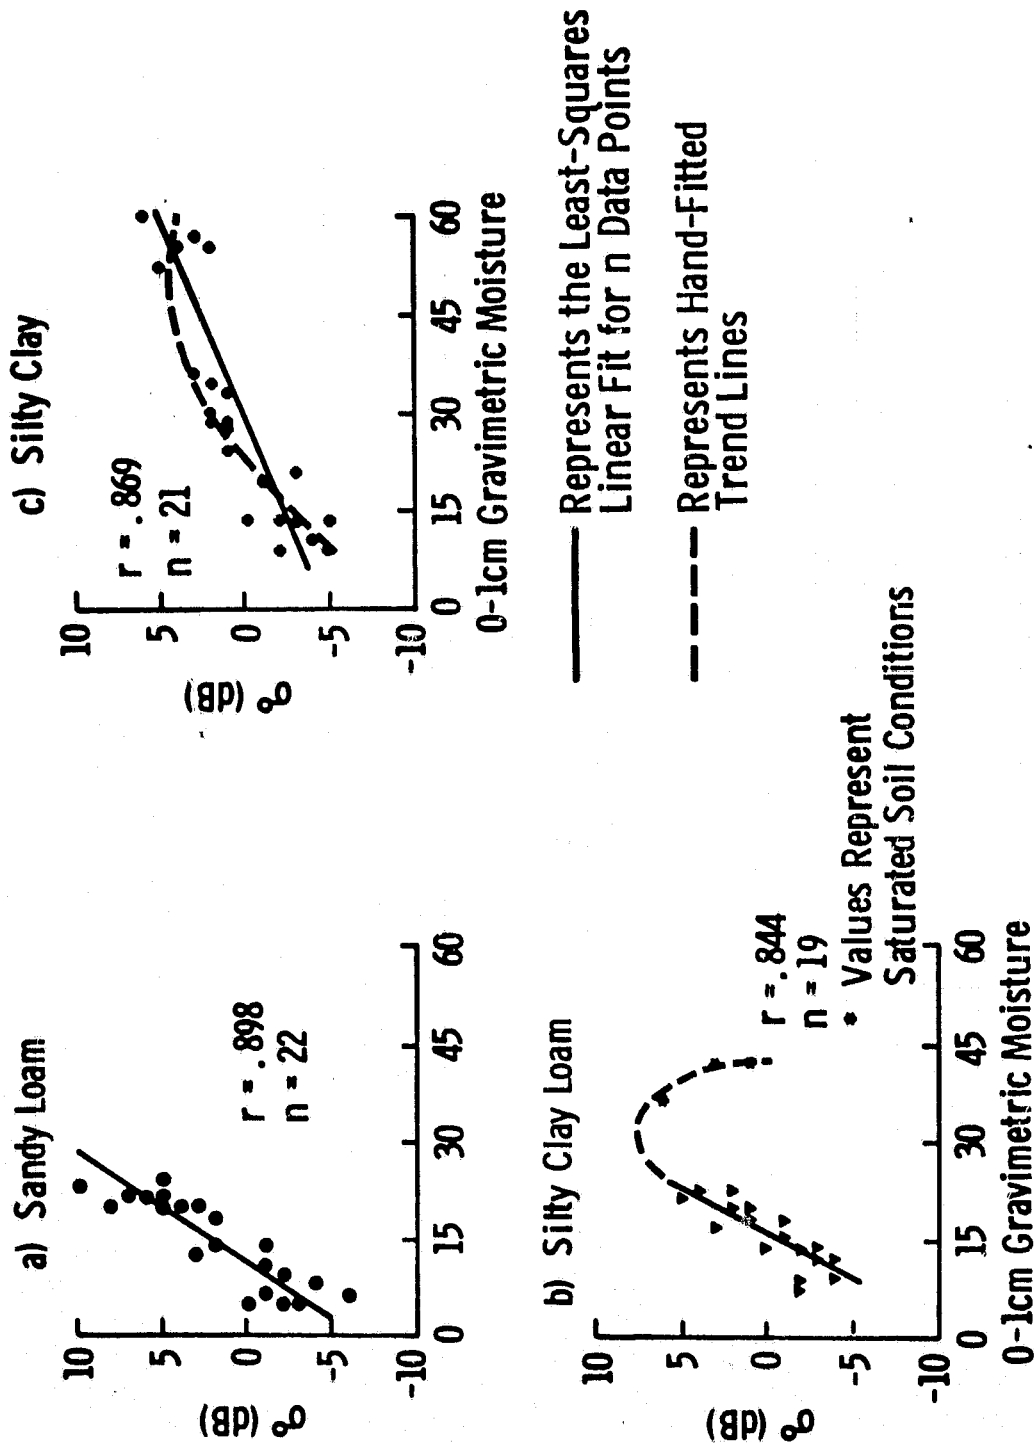 a) Sandy Loam
σ° (dB)
10
5
0
-5
-10
r = .898
n = 22
0 15 30 45 60
b) Silty Clay Loam
σ° (dB)
10
5
0
-5
-10
r = .844
n = 19
* Values Represent
Saturated Soil Conditions
0 15 30 45 60
0-1cm Gravimetric Moisture
c) Silty Clay
σ° (dB)
10
5
0
-5
-10
r = .869
n = 21
0 15 30 45 60
0-1cm Gravimetric Moisture
Represents the Least-Squares
Linear Fit for n Data Points
Represents Hand-Fitted
Trend Lines